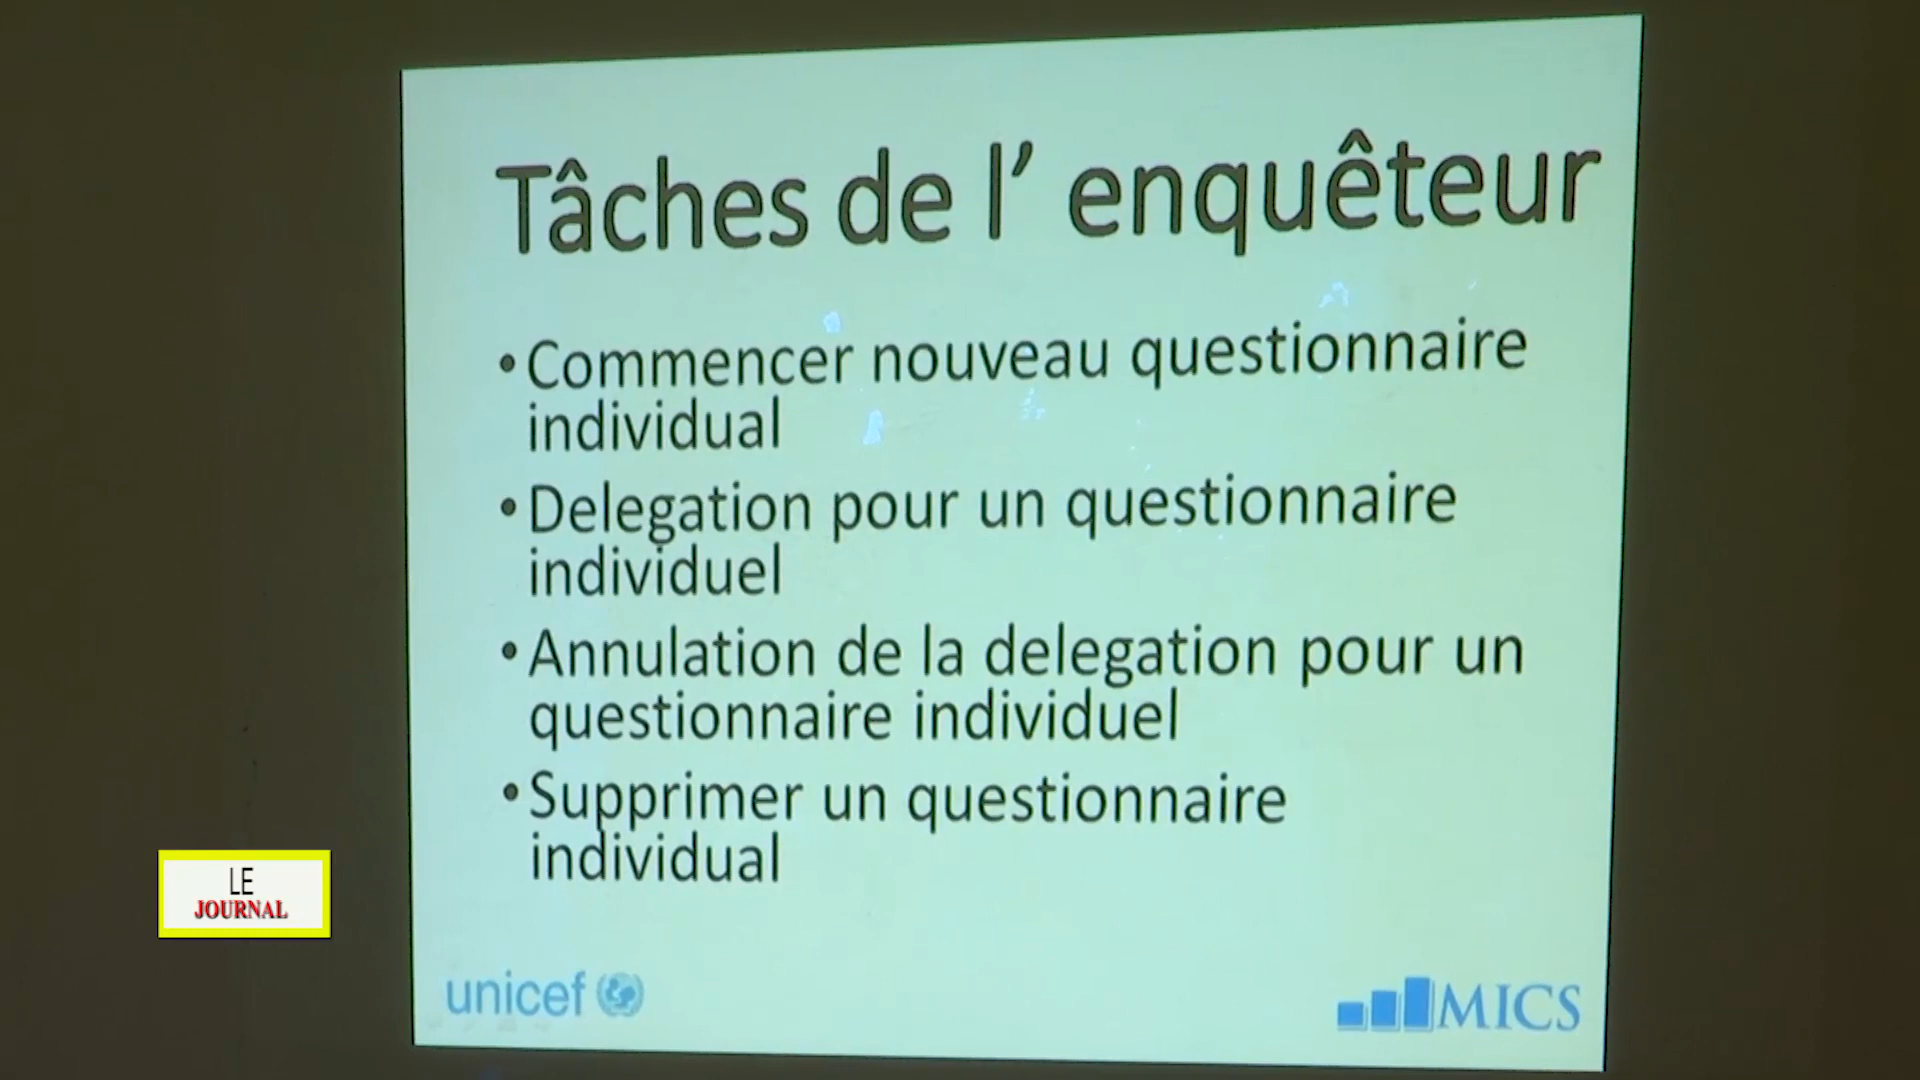 Tâches de l’ enquêteur
•Commencer nouveau questionnaire
individual
•Delegation pour un questionnaire
individuel
•Annulation de la delegation pour un
questionnaire individuel
•Supprimer un questionnaire
individual
LE
JOURNAL
unicef
MICS